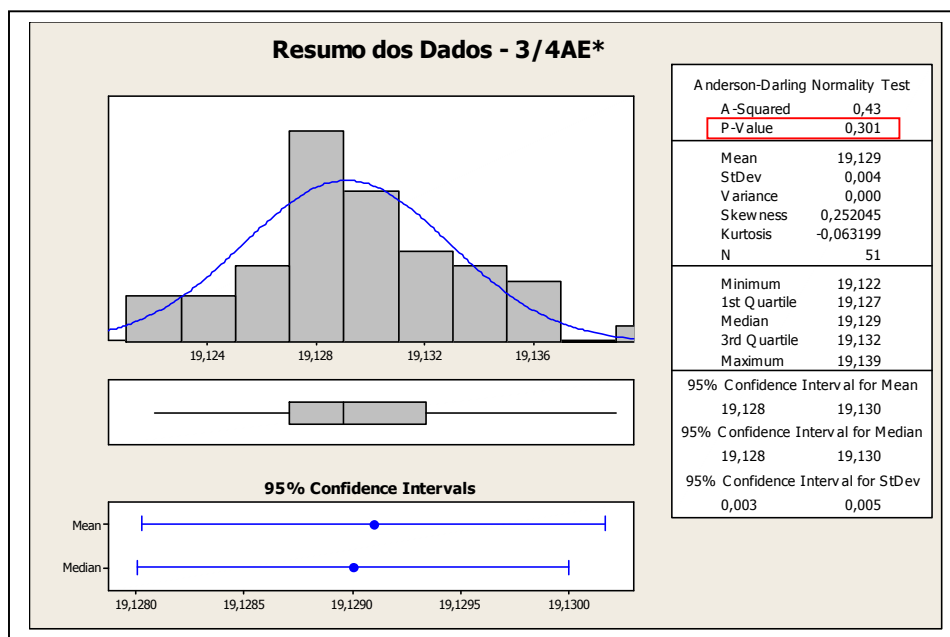 Resumo dos Dados - 3/4AE*
19,124 19,128 19,132 19,136
95% Confidence Intervals
Mean
Median
19,1280 19,1285 19,1290 19,1295 19,1300
Anderson-Darling Normality Test
A-Squared 0,43
P-Value 0,301
Mean 19,129
StDev 0,004
Variance 0,000
Skewness 0,252045
Kurtosis -0,063199
N 51
Minimum 19,122
1st Quartile 19,127
Median 19,129
3rd Quartile 19,132
Maximum 19,139
95% Confidence Interval for Mean
19,128 19,130
95% Confidence Interval for Median
19,128 19,130
95% Confidence Interval for StDev
0,003 0,005